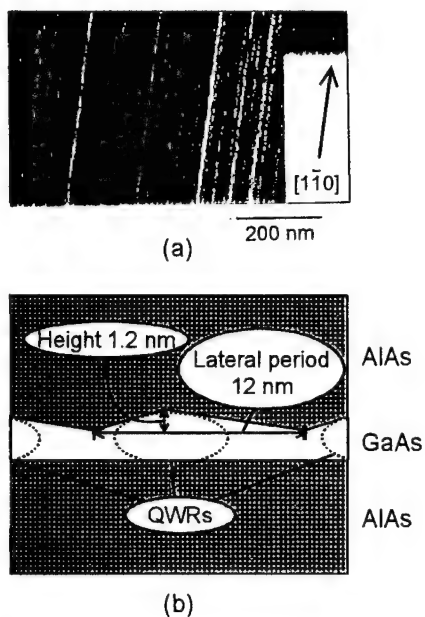 [11̄0]
200 nm
(a)
Height 1.2 nm
Lateral period
12 nm
AlAs
GaAs
QWRs
AlAs
(b)